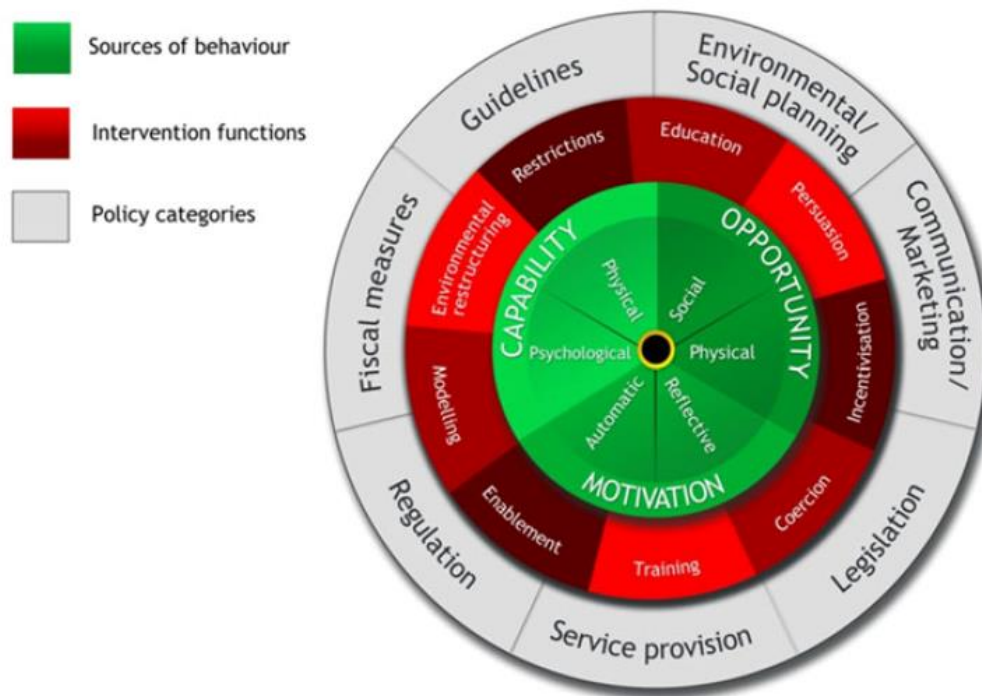 Sources of behaviour
Intervention functions
Policy categories
Guidelines
Environmental/
Social planning
Communication/
Marketing
Legislation
Service provision
Regulation
Fiscal measures
Restrictions
Education
Persuasion
Incentivisation
Coercion
Training
Enablement
Modelling
Environmental
restructuring
CAPABILITY
OPPORTUNITY
MOTIVATION
Physical
Social
Psychological
Physical
Automatic
Reflective